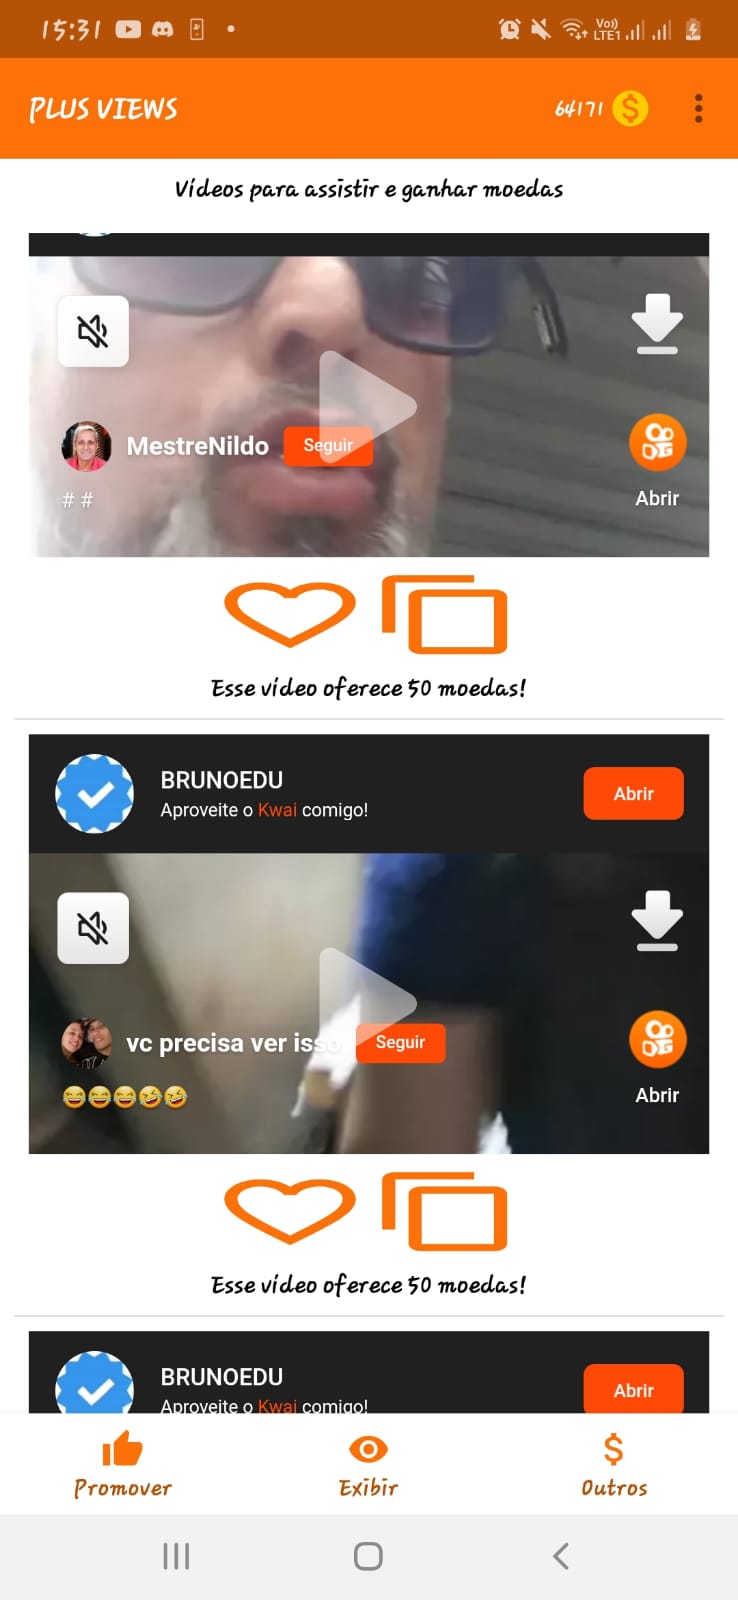 15:31
Vo))
LTE1
PLUS VIEWS
64171
Vídeos para assistir e ganhar moedas
MestreNildo
Seguir
# #
Abrir
Esse vídeo oferece 50 moedas!
BRUNOEDU
Aproveite o Kwai comigo!
Abrir
vc precisa ver isso
Seguir
😂😂😂🤣🤣
Abrir
Esse vídeo oferece 50 moedas!
BRUNOEDU
Aproveite o Kwai comigo!
Abrir
Promover
Exibir
Outros